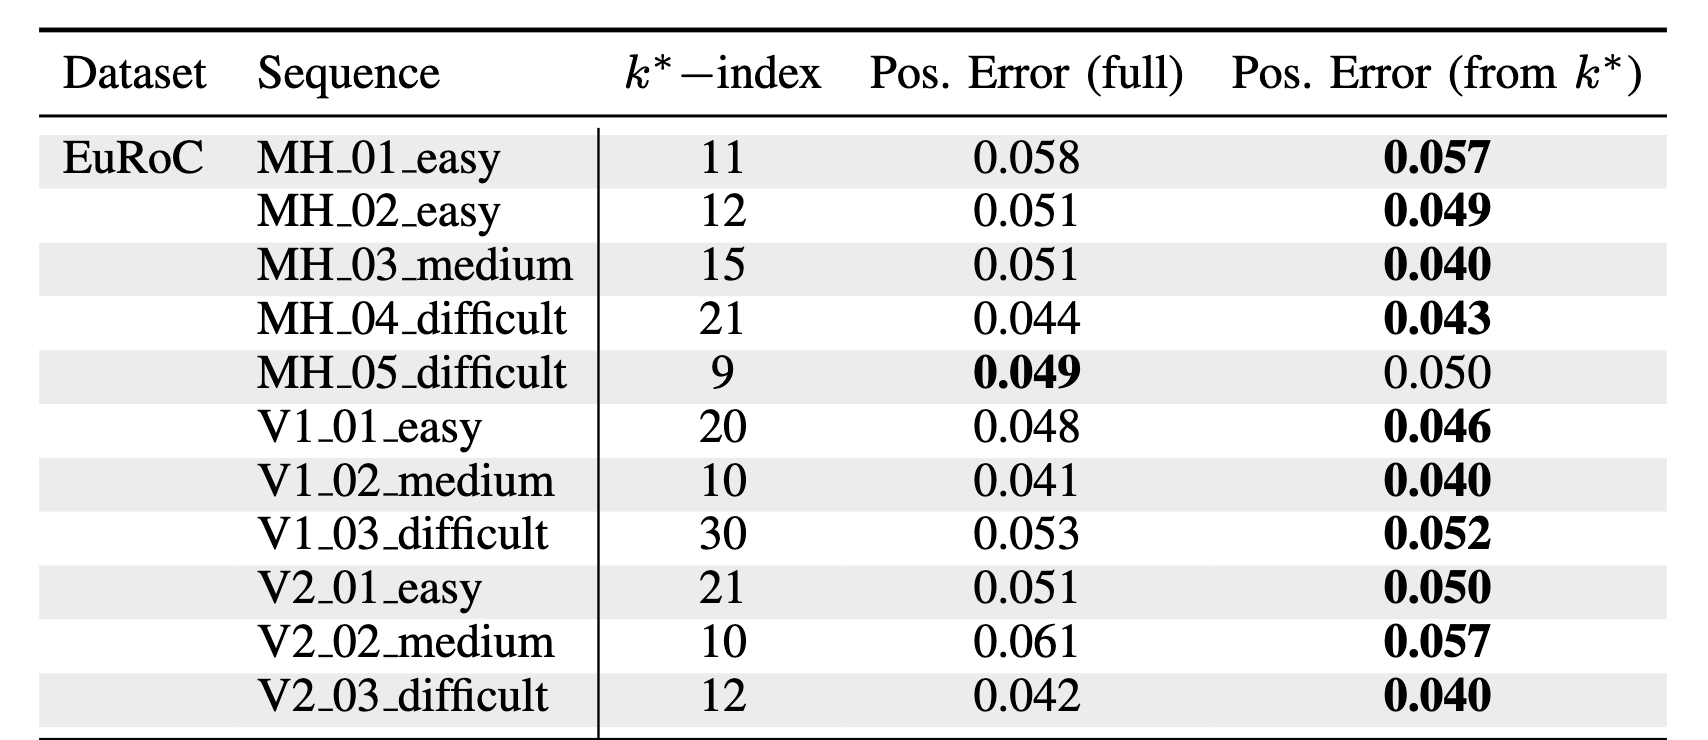 Dataset Sequence k*−index Pos. Error (full) Pos. Error (from k*)
EuRoC MH_01_easy 11 0.058 0.057
MH_02_easy 12 0.051 0.049
MH_03_medium 15 0.051 0.040
MH_04_difficult 21 0.044 0.043
MH_05_difficult 9 0.049 0.050
V1_01_easy 20 0.048 0.046
V1_02_medium 10 0.041 0.040
V1_03_difficult 30 0.053 0.052
V2_01_easy 21 0.051 0.050
V2_02_medium 10 0.061 0.057
V2_03_difficult 12 0.042 0.040